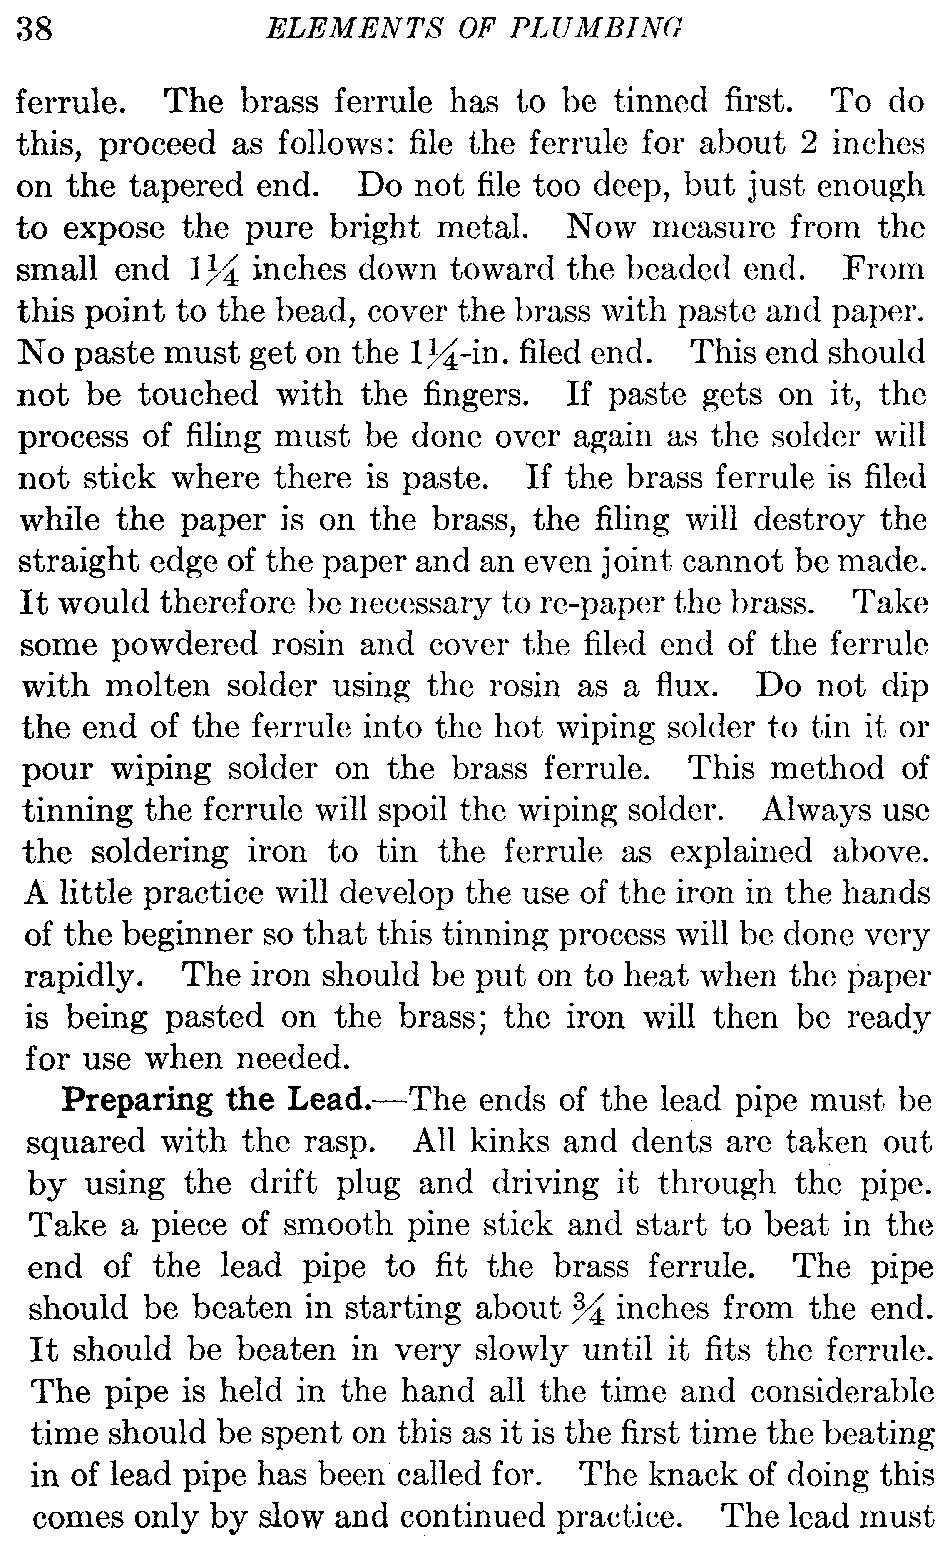 38 ELEMENTS OF PLUMBING
ferrule. The brass ferrule has to be tinned first. To do
this, proceed as follows: file the ferrule for about 2 inches
on the tapered end. Do not file too deep, but just enough
to expose the pure bright metal. Now measure from the
small end 1¼ inches down toward the beaded end. From
this point to the bead, cover the brass with paste and paper.
No paste must get on the 1¼-in. filed end. This end should
not be touched with the fingers. If paste gets on it, the
process of filing must be done over again as the solder will
not stick where there is paste. If the brass ferrule is filed
while the paper is on the brass, the filing will destroy the
straight edge of the paper and an even joint cannot be made.
It would therefore be necessary to re-paper the brass. Take
some powdered rosin and cover the filed end of the ferrule
with molten solder using the rosin as a flux. Do not dip
the end of the ferrule into the hot wiping solder to tin it or
pour wiping solder on the brass ferrule. This method of
tinning the ferrule will spoil the wiping solder. Always use
the soldering iron to tin the ferrule as explained above.
A little practice will develop the use of the iron in the hands
of the beginner so that this tinning process will be done very
rapidly. The iron should be put on to heat when the paper
is being pasted on the brass; the iron will then be ready
for use when needed.
Preparing the Lead.—The ends of the lead pipe must be
squared with the rasp. All kinks and dents are taken out
by using the drift plug and driving it through the pipe.
Take a piece of smooth pine stick and start to beat in the
end of the lead pipe to fit the brass ferrule. The pipe
should be beaten in starting about ¾ inches from the end.
It should be beaten in very slowly until it fits the ferrule.
The pipe is held in the hand all the time and considerable
time should be spent on this as it is the first time the beating
in of lead pipe has been called for. The knack of doing this
comes only by slow and continued practice. The lead must